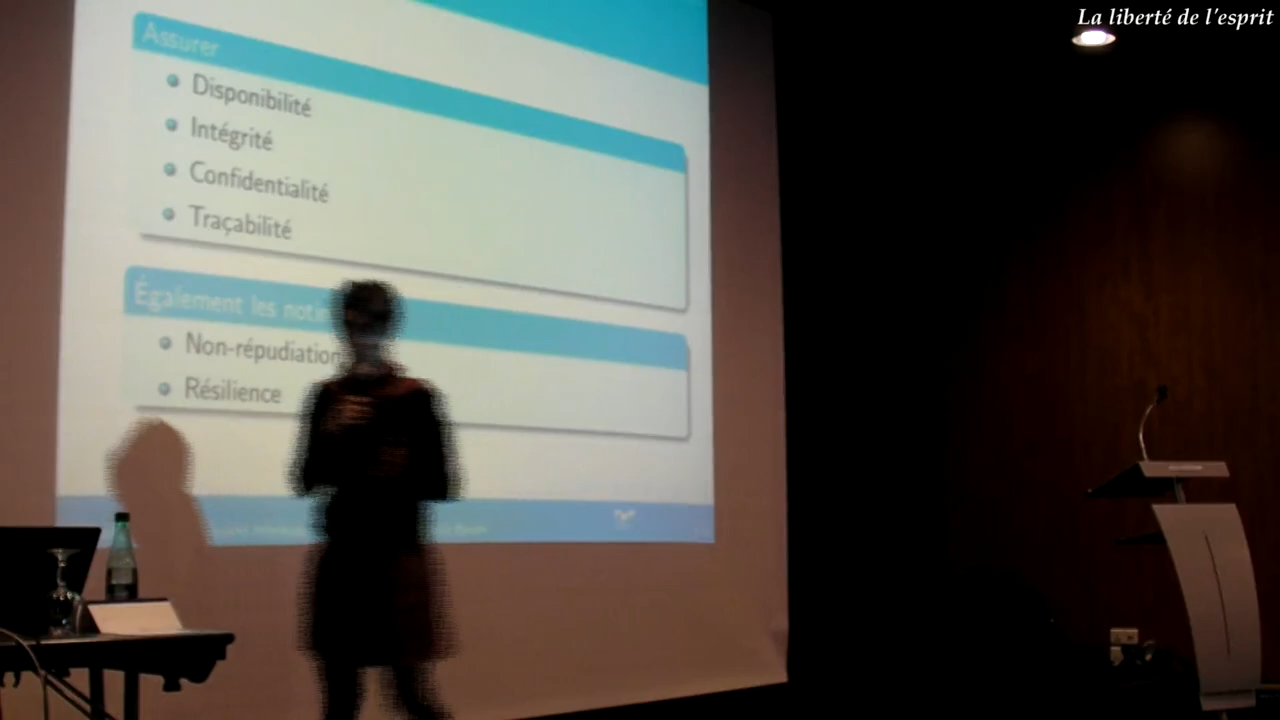 La liberté de l'esprit
Assurer
Disponibilité
Intégrité
Confidentialité
Traçabilité
Également les
Non-répudiation
Résilience